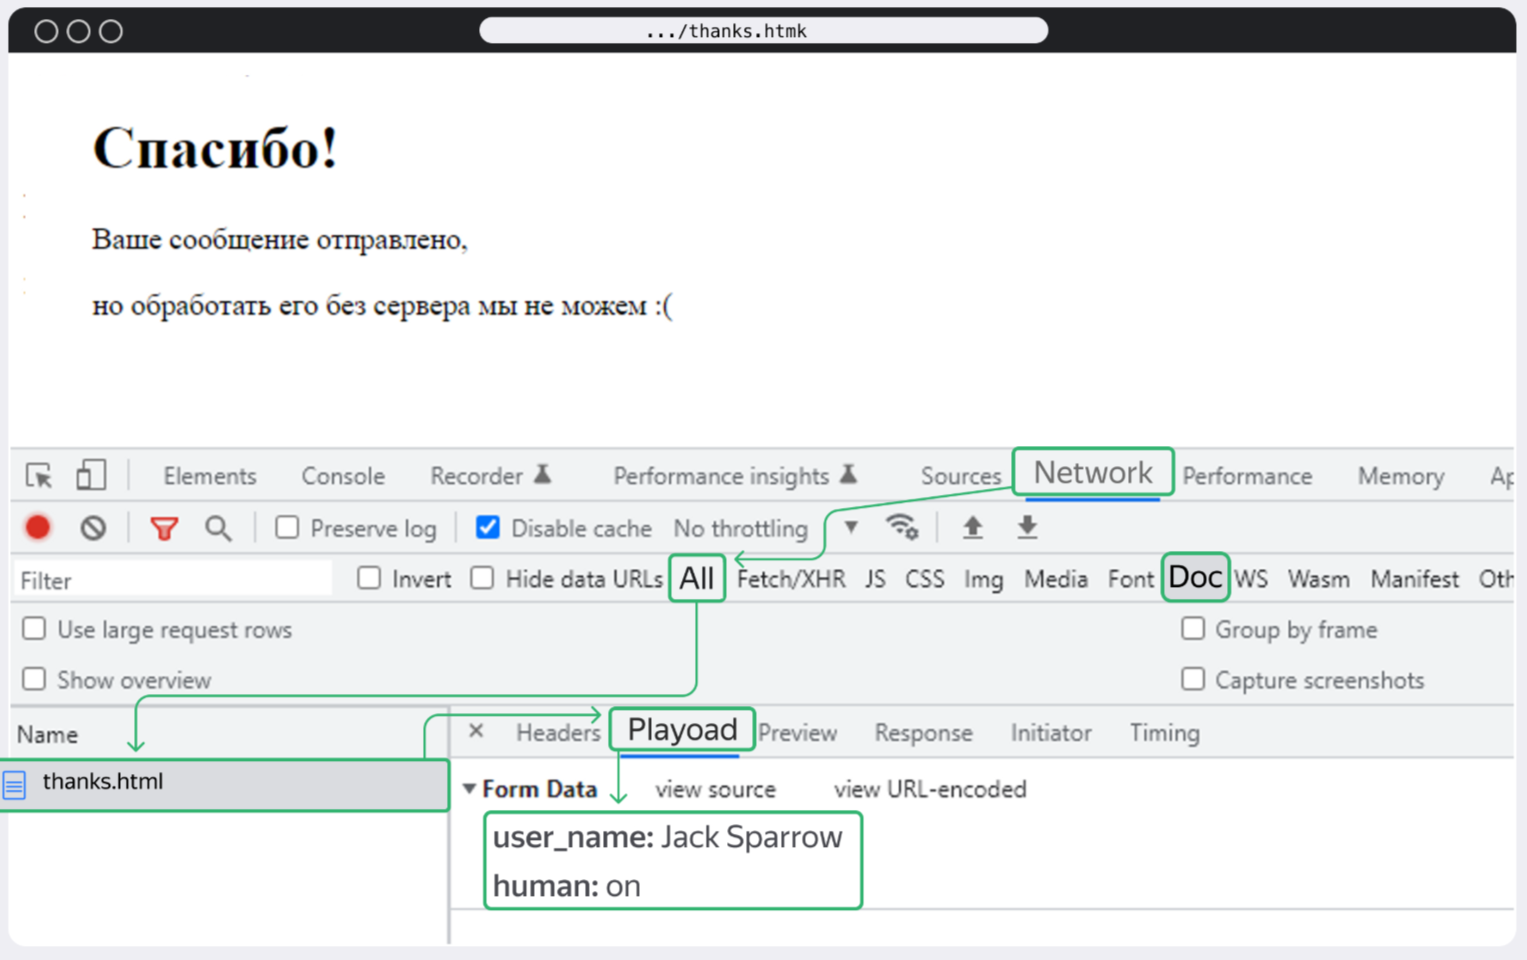 .../thanks.htmk
Спасибо!
Ваше сообщение отправлено,
но обработать его без сервера мы не можем :(
Elements Console Recorder Performance insights Sources Network Performance Memory Ap
Preserve log Disable cache No throttling
Filter Invert Hide data URLs All Fetch/XHR JS CSS Img Media Font Doc WS Wasm Manifest Oth
Use large request rows Group by frame
Show overview Capture screenshots
Name × Headers Playoad Preview Response Initiator Timing
thanks.html
Form Data view source view URL-encoded
user_name: Jack Sparrow
human: on